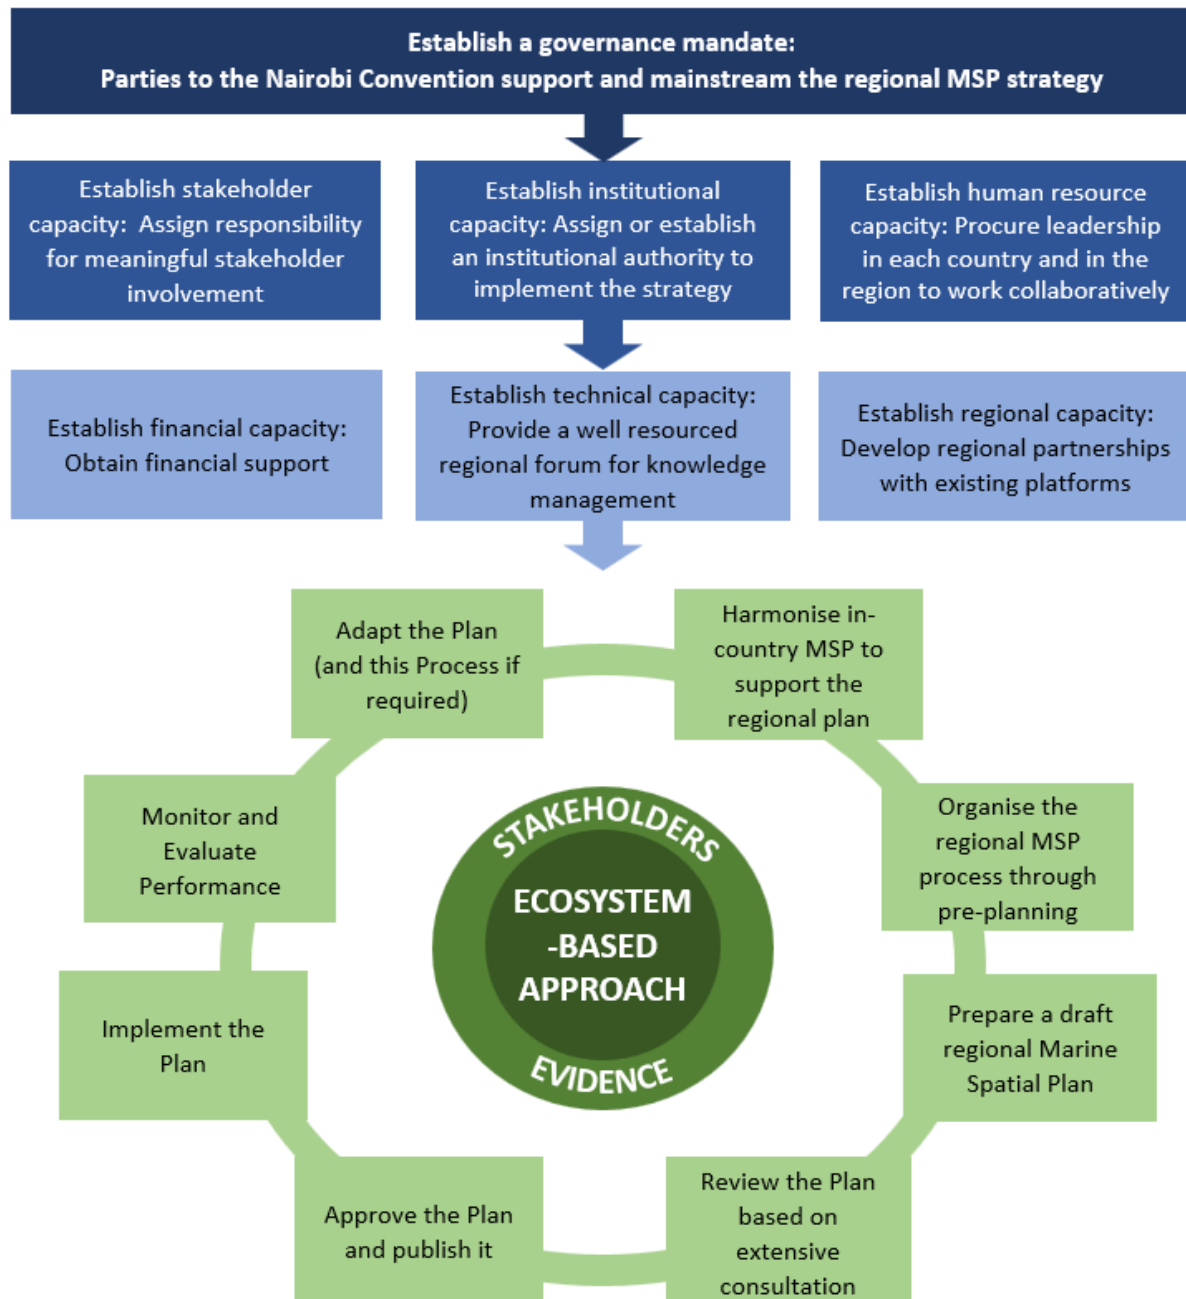 Establish a governance mandate:
Parties to the Nairobi Convention support and mainstream the regional MSP strategy
Establish stakeholder
capacity:  Assign responsibility
for meaningful stakeholder
involvement
Establish institutional
capacity: Assign or establish
an institutional authority to
implement the strategy
Establish human resource
capacity: Procure leadership
in each country and in the
region to work collaboratively
Establish financial capacity:
Obtain financial support
Establish technical capacity:
Provide a well resourced
regional forum for knowledge
management
Establish regional capacity:
Develop regional partnerships
with existing platforms
Harmonise in-
country MSP to
support the
regional plan
Organise the
regional MSP
process through
pre-planning
Prepare a draft
regional Marine
Spatial Plan
Review the Plan
based on
extensive
consultation
Approve the Plan
and publish it
Implement the
Plan
Monitor and
Evaluate
Performance
Adapt the Plan
(and this Process if
required)
STAKEHOLDERS
ECOSYSTEM
-BASED
APPROACH
EVIDENCE